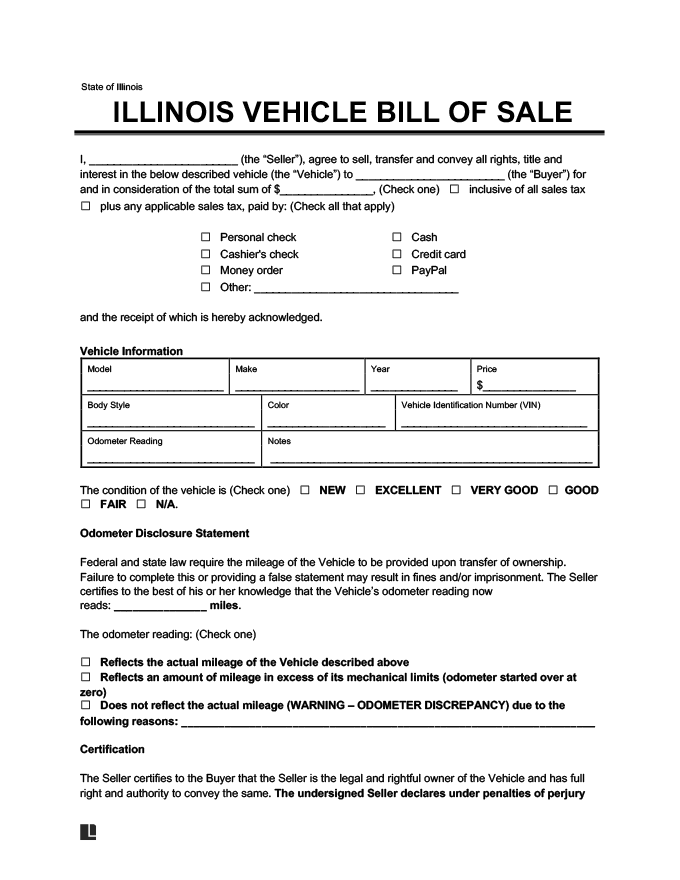 State of Illinois
ILLINOIS VEHICLE BILL OF SALE
I, ________________________ (the “Seller”), agree to sell, transfer and convey all rights, title and
interest in the below described vehicle (the “Vehicle”) to ________________________ (the “Buyer”) for
and in consideration of the total sum of $_______________, (Check one) ☐ inclusive of all sales tax
☐ plus any applicable sales tax, paid by: (Check all that apply)
☐ Personal check ☐ Cash
☐ Cashier's check ☐ Credit card
☐ Money order ☐ PayPal
☐ Other: _________________________________
and the receipt of which is hereby acknowledged.
Vehicle Information
Model Make Year Price
______________________ ____________________ ______________ $_______________
Body Style Color Vehicle Identification Number (VIN)
___________________________ ___________________ ______________________________
Odometer Reading Notes
___________________________ ____________________________________________________
The condition of the vehicle is (Check one) ☐ NEW ☐ EXCELLENT ☐ VERY GOOD ☐ GOOD
☐ FAIR ☐ N/A.
Odometer Disclosure Statement
Federal and state law require the mileage of the Vehicle to be provided upon transfer of ownership.
Failure to complete this or providing a false statement may result in fines and/or imprisonment. The Seller
certifies to the best of his or her knowledge that the Vehicle’s odometer reading now
reads: _______________ miles.
The odometer reading: (Check one)
☐ Reflects the actual mileage of the Vehicle described above
☐ Reflects an amount of mileage in excess of its mechanical limits (odometer started over at
zero)
☐ Does not reflect the actual mileage (WARNING – ODOMETER DISCREPANCY) due to the
following reasons: ___________________________________________________________________
Certification
The Seller certifies to the Buyer that the Seller is the legal and rightful owner of the Vehicle and has full
right and authority to convey the same. The undersigned Seller declares under penalties of perjury